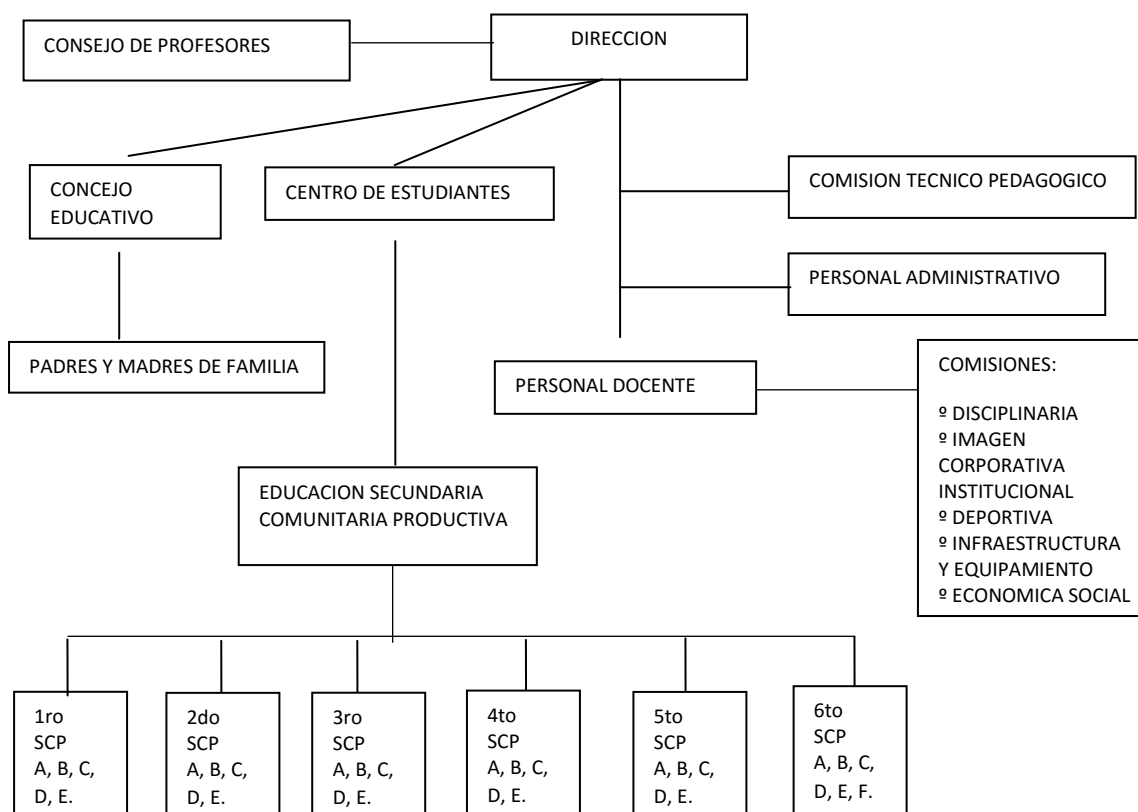 CONSEJO DE PROFESORES
DIRECCION
CONCEJO
EDUCATIVO
CENTRO DE ESTUDIANTES
COMISION TECNICO PEDAGOGICO
PERSONAL ADMINISTRATIVO
PADRES Y MADRES DE FAMILIA
PERSONAL DOCENTE
COMISIONES:
º DISCIPLINARIA
º IMAGEN
CORPORATIVA
INSTITUCIONAL
º DEPORTIVA
º INFRAESTRUCTURA
Y EQUIPAMIENTO
º ECONOMICA SOCIAL
EDUCACION SECUNDARIA
COMUNITARIA PRODUCTIVA
1ro
SCP
A, B, C,
D, E.
2do
SCP
A, B, C,
D, E.
3ro
SCP
A, B, C,
D, E.
4to
SCP
A, B, C,
D, E.
5to
SCP
A, B, C,
D, E.
6to
SCP
A, B, C,
D, E, F.